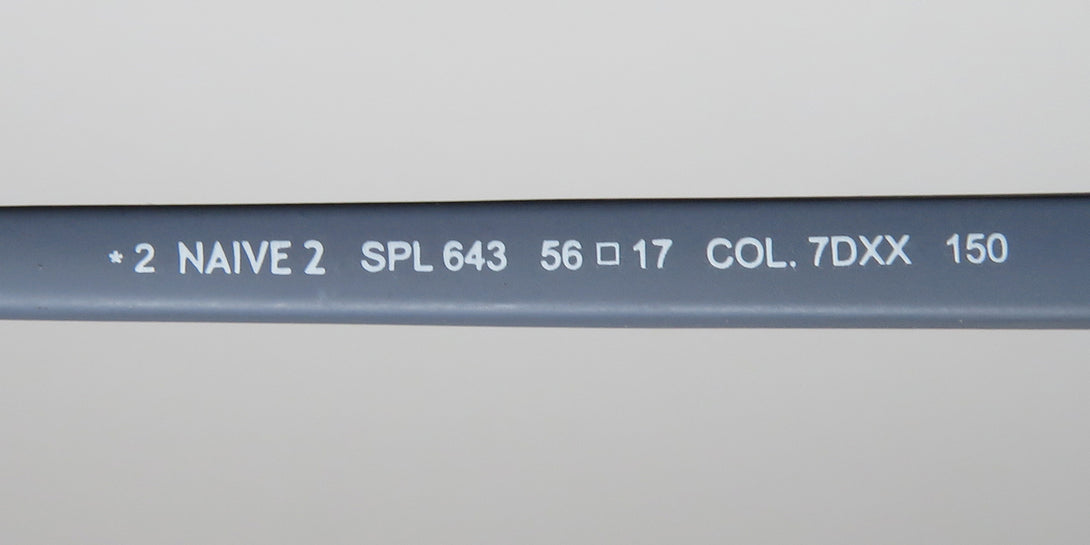 * 2 NAIVE 2 SPL 643 56 □ 17 COL. 7DXX 150